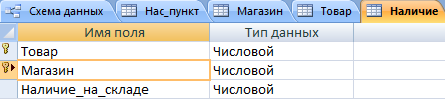 Схема данных Нас_пункт Магазин Товар Наличие
Имя поля Тип данных
Товар Числовой
Магазин Числовой
Наличие_на_складе Числовой